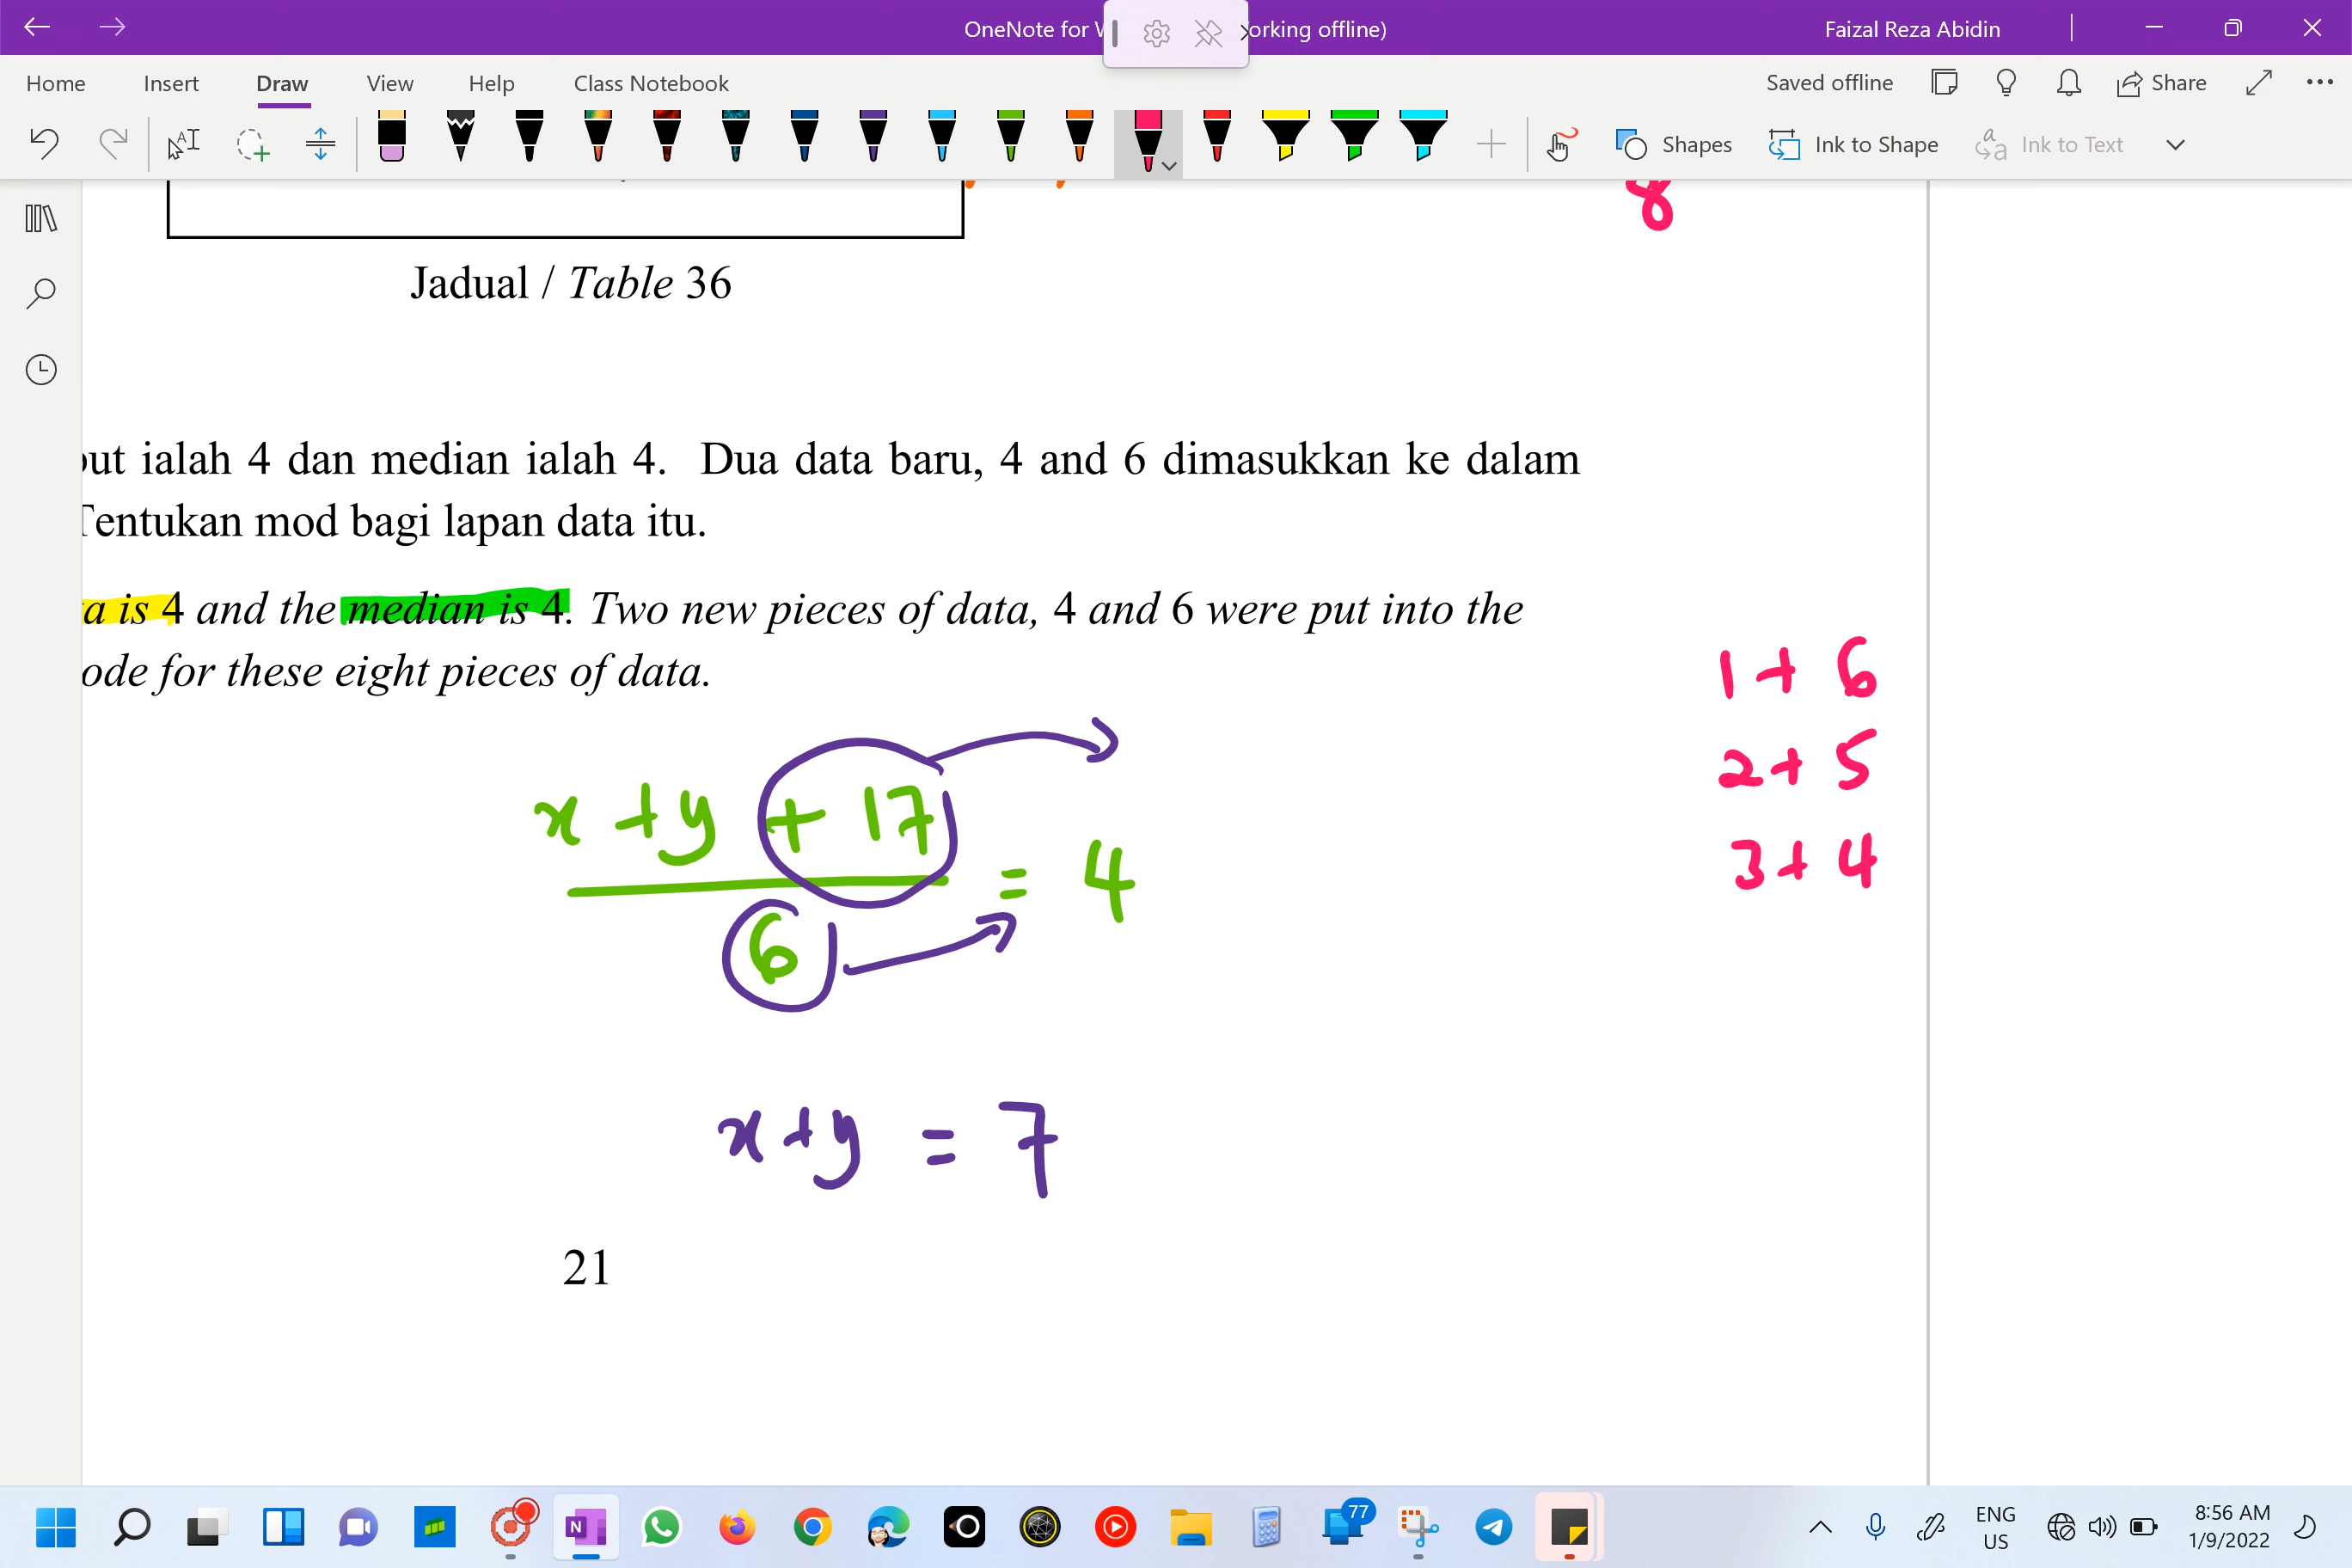 OneNote for W
orking offline)
Faizal Reza Abidin
Home Insert Draw View Help Class Notebook
Saved offline Share
Shapes Ink to Shape Ink to Text
8
Jadual / Table 36
out ialah 4 dan median ialah 4. Dua data baru, 4 and 6 dimasukkan ke dalam
Tentukan mod bagi lapan data itu.
a is 4 and the median is 4. Two new pieces of data, 4 and 6 were put into the
ode for these eight pieces of data.
1 + 6
2 + 5
3 + 4
x + y + 17
= 4
6
x + y = 7
21
77
ENG
US
8:56 AM
1/9/2022